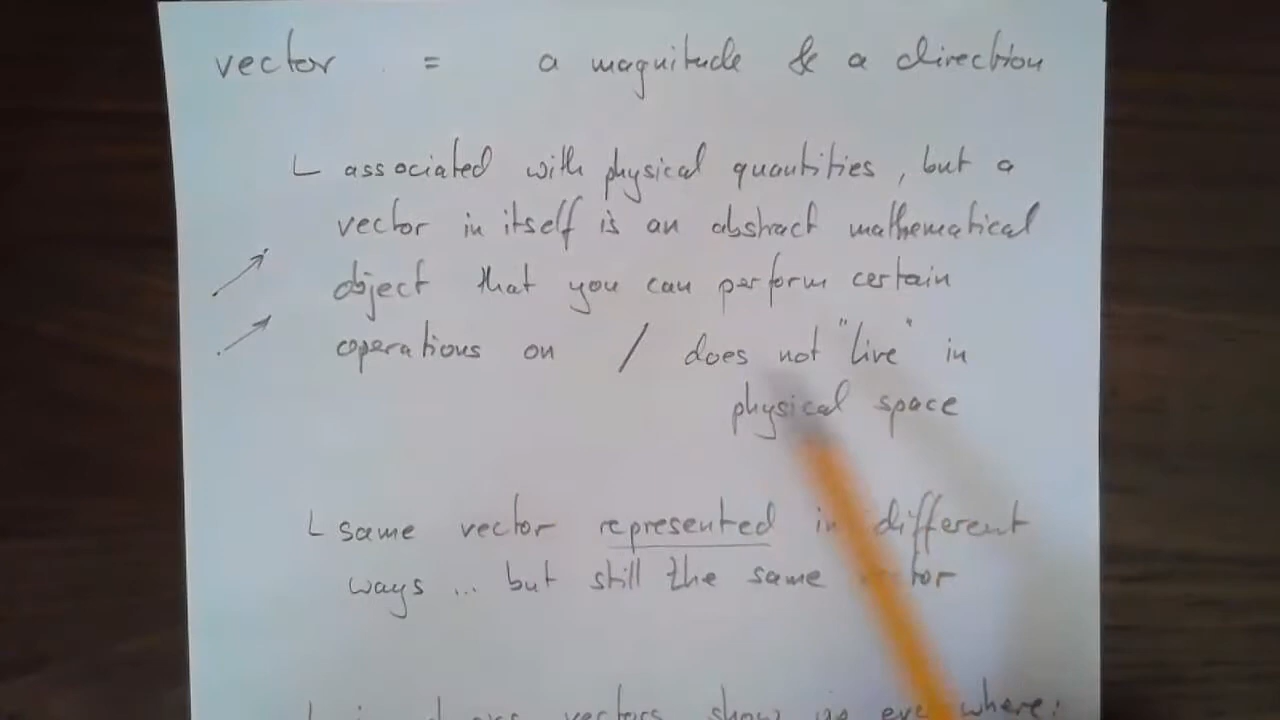 vector = a magnitude & a direction
└ associated with physical quantities, but a
vector in itself is an abstract mathematical
object that you can perform certain
operations on / does not "live" in
physical space
└ same vector represented in different
ways ... but still the same
vectors show